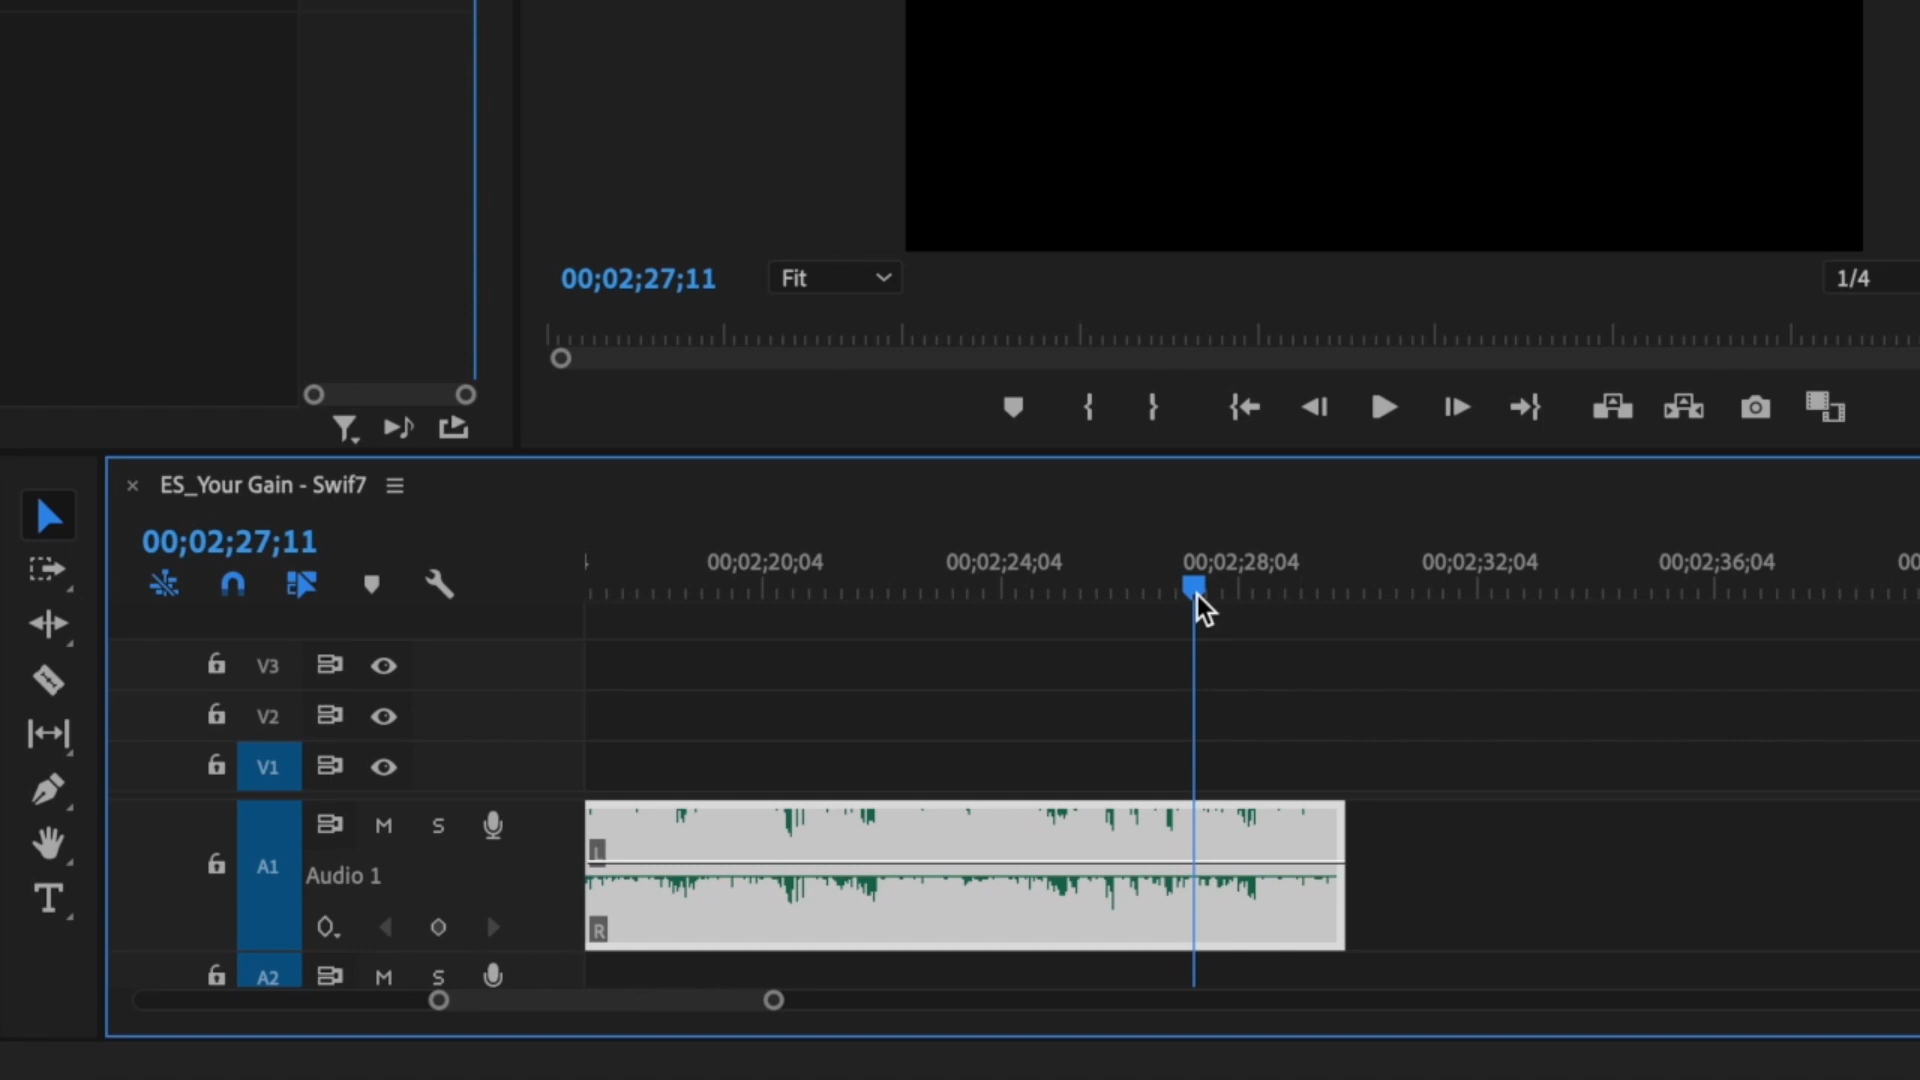 00;02;27;11
Fit
1/4
ES_Your Gain - Swif7
00;02;27;11
00;02;20;04
00;02;24;04
00;02;28;04
00;02;32;04
00;02;36;04
00
V3
V2
V1
M S
A1
Audio 1
L
R
A2 M S